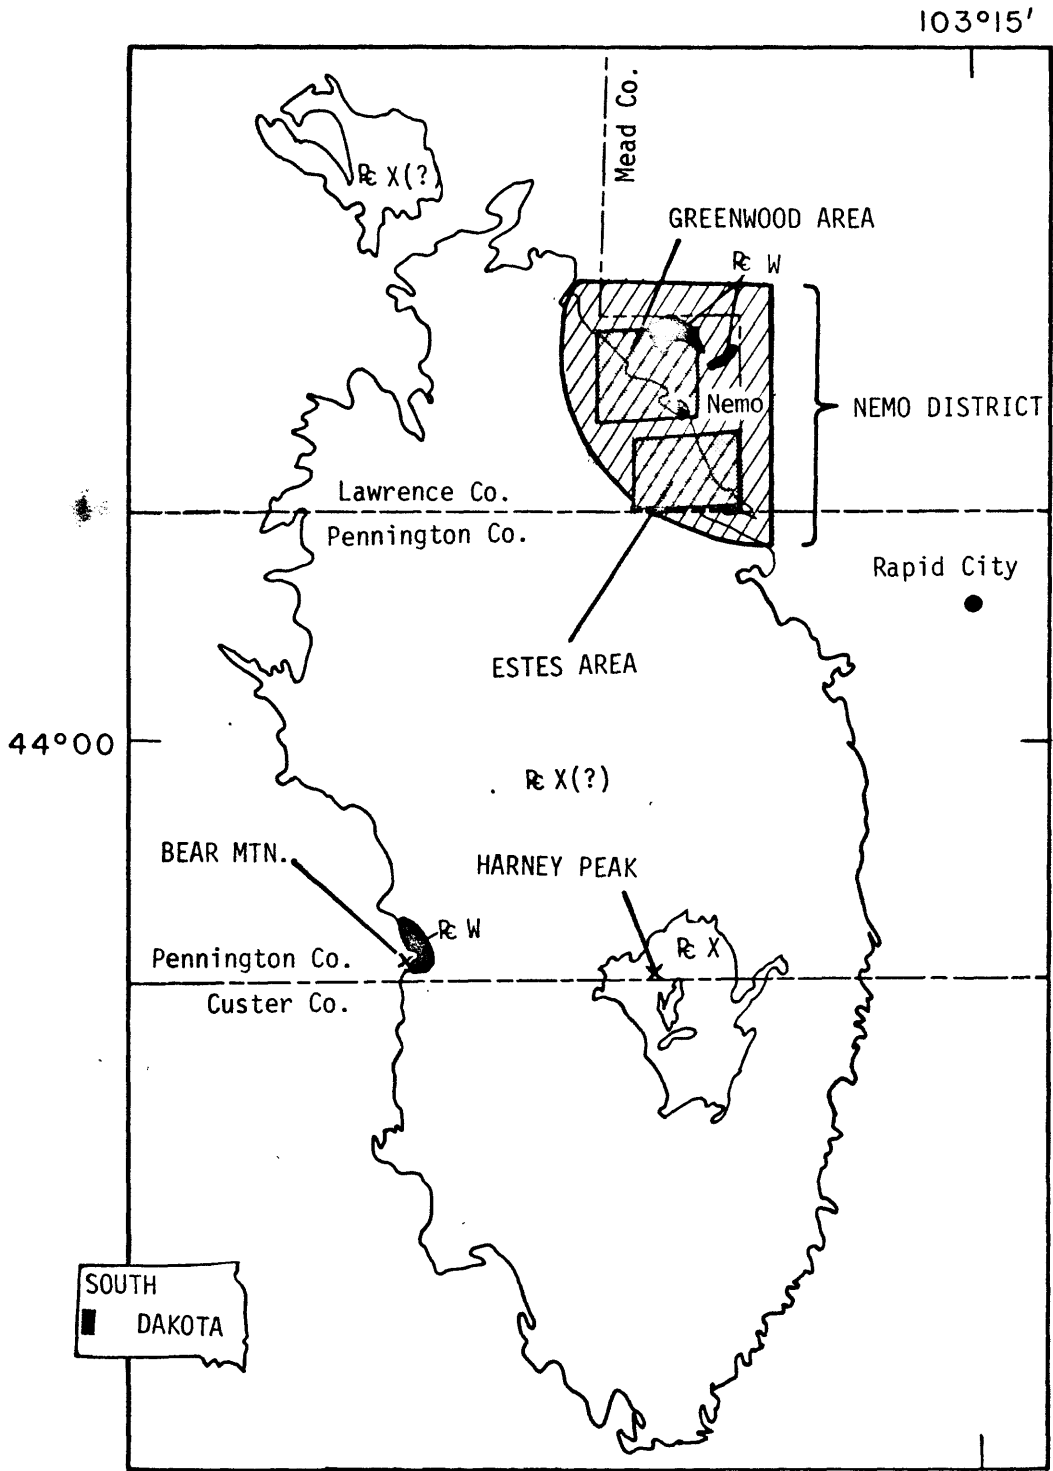 103°15'
Mead Co.
P̶Є X(?)
GREENWOOD AREA
P̶Є W
Nemo
NEMO DISTRICT
Lawrence Co.
Pennington Co.
Rapid City
ESTES AREA
44°00
P̶Є X(?)
BEAR MTN.
HARNEY PEAK
P̶Є W
P̶Є X
Pennington Co.
Custer Co.
SOUTH
DAKOTA